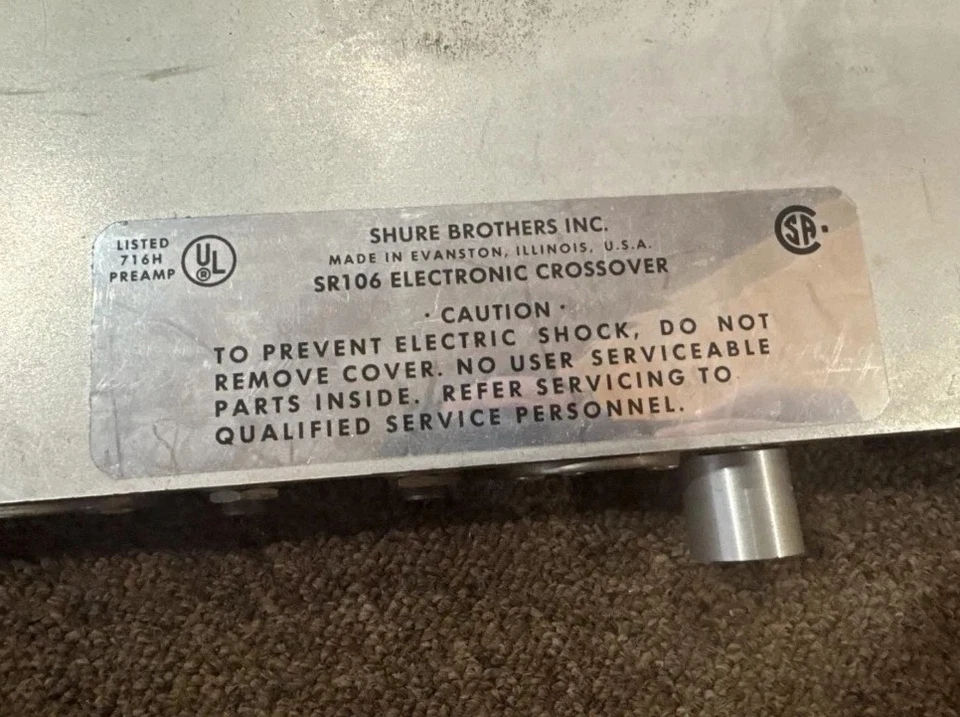 LISTED
716H
PREAMP
UL
®
SHURE BROTHERS INC.
MADE IN EVANSTON, ILLINOIS, U.S.A.
SR106 ELECTRONIC CROSSOVER
SA
· CAUTION ·
TO PREVENT ELECTRIC SHOCK, DO NOT
REMOVE COVER. NO USER SERVICEABLE
PARTS INSIDE. REFER SERVICING TO
QUALIFIED SERVICE PERSONNEL.